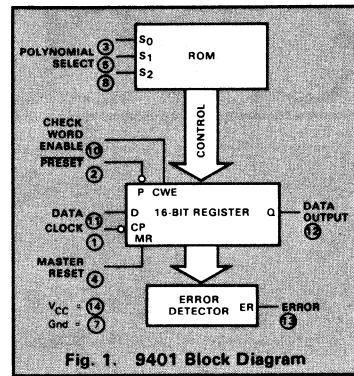 POLYNOMIAL SELECT
3 S0
5 S1
8 S2
ROM
CONTROL
CHECK
WORD
ENABLE 10
PRESET
2
P CWE
DATA 11 D 16-BIT REGISTER Q DATA OUTPUT 12
CLOCK 1 CP
MR
MASTER
RESET 4
VCC = 14
Gnd = 7
ERROR
DETECTOR
ER ERROR 13
Fig. 1. 9401 Block Diagram